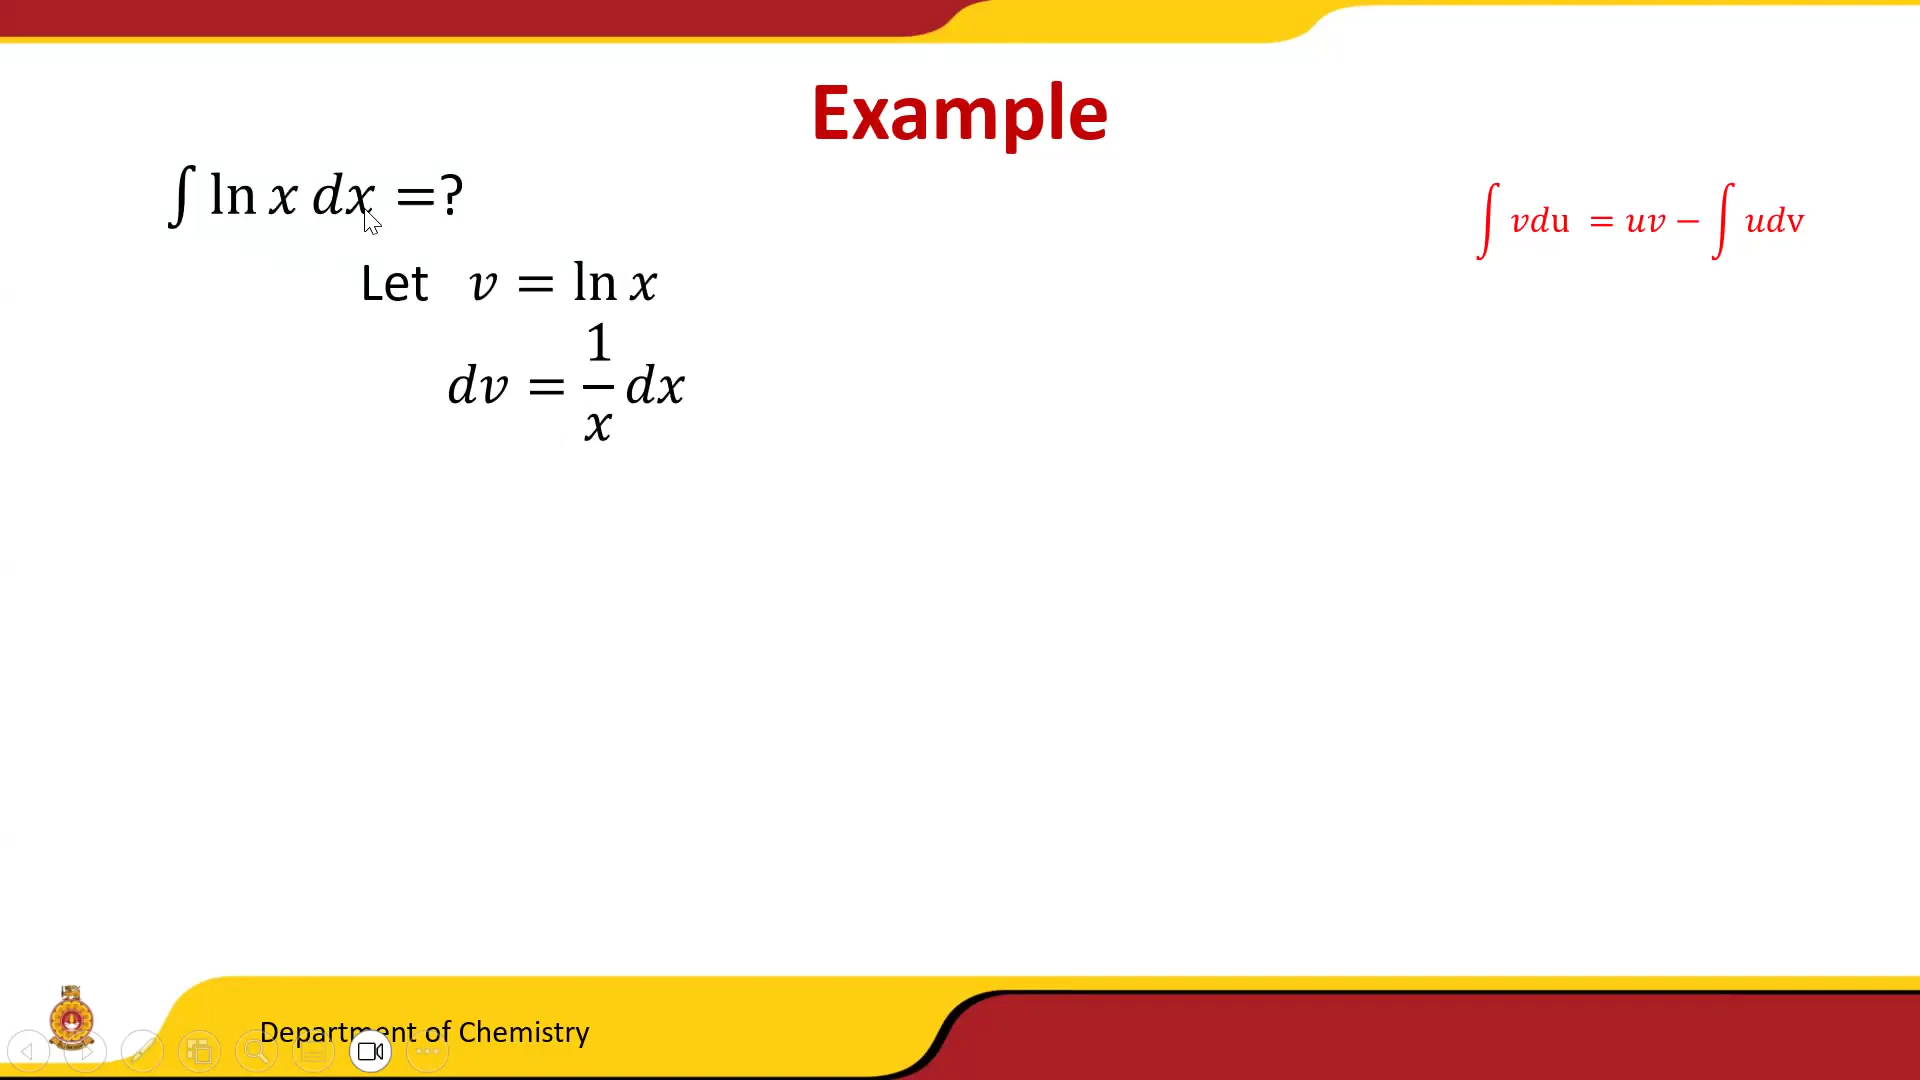 Example
∫ ln x dx =?
∫ vdu = uv − ∫ udv
Let v = ln x
dv = 1/x dx
Department of Chemistry